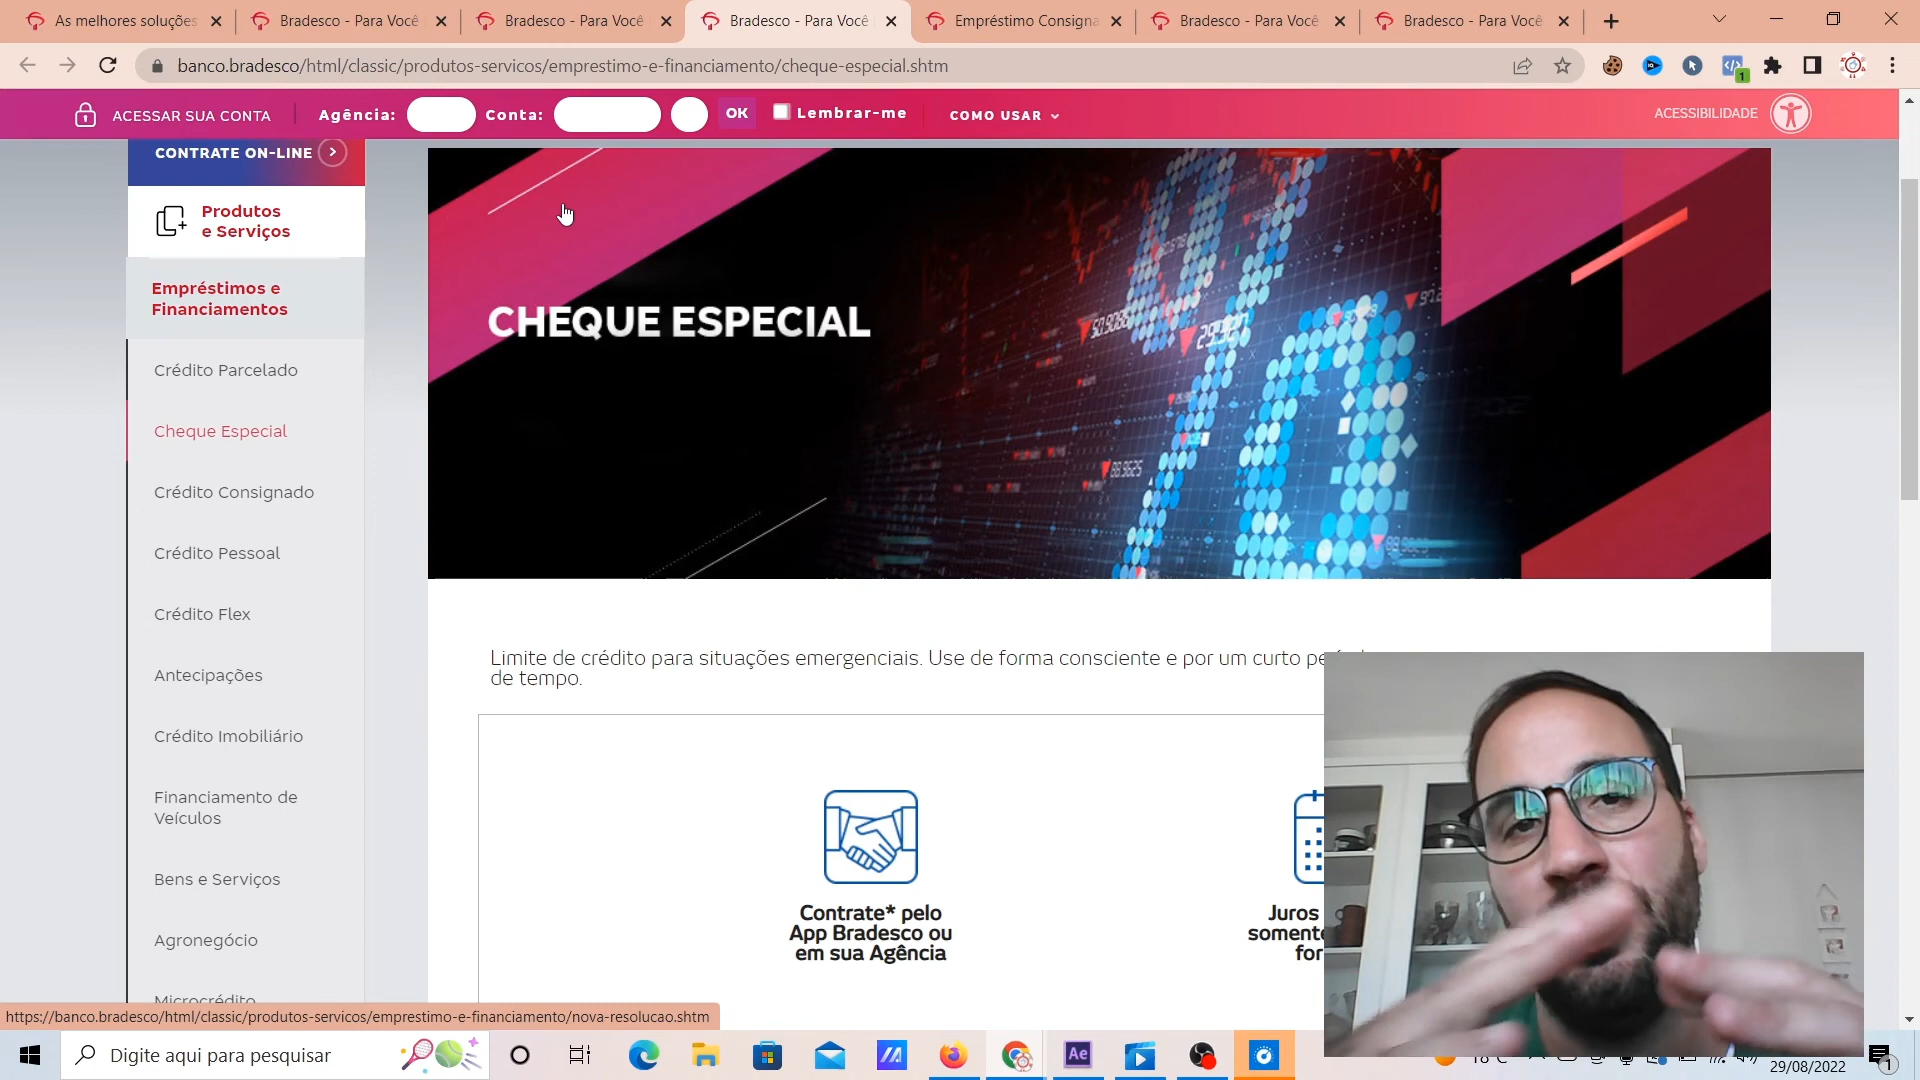 As melhores soluções
Bradesco - Para Você
Bradesco - Para Você
Bradesco - Para Você
Empréstimo Consigna
Bradesco - Para Você
Bradesco - Para Você
banco.bradesco/html/classic/produtos-servicos/emprestimo-e-financiamento/cheque-especial.shtm
1
ACESSAR SUA CONTA
Agência:
Conta:
OK
Lembrar-me
COMO USAR
ACESSIBILIDADE
CONTRATE ON-LINE
Produtos
e Serviços
Empréstimos e
Financiamentos
Crédito Parcelado
Cheque Especial
Crédito Consignado
Crédito Pessoal
Crédito Flex
Antecipações
Crédito Imobiliário
Financiamento de
Veículos
Bens e Serviços
Agronegócio
Microcrédito
CHEQUE ESPECIAL
Limite de crédito para situações emergenciais. Use de forma consciente e por um curto
de tempo.
Contrate* pelo
App Bradesco ou
em sua Agência
Juros
somente
for
https://banco.bradesco/html/classic/produtos-servicos/emprestimo-e-financiamento/nova-resolucao.shtm
Digite aqui para pesquisar
Ae
29/08/2022
1